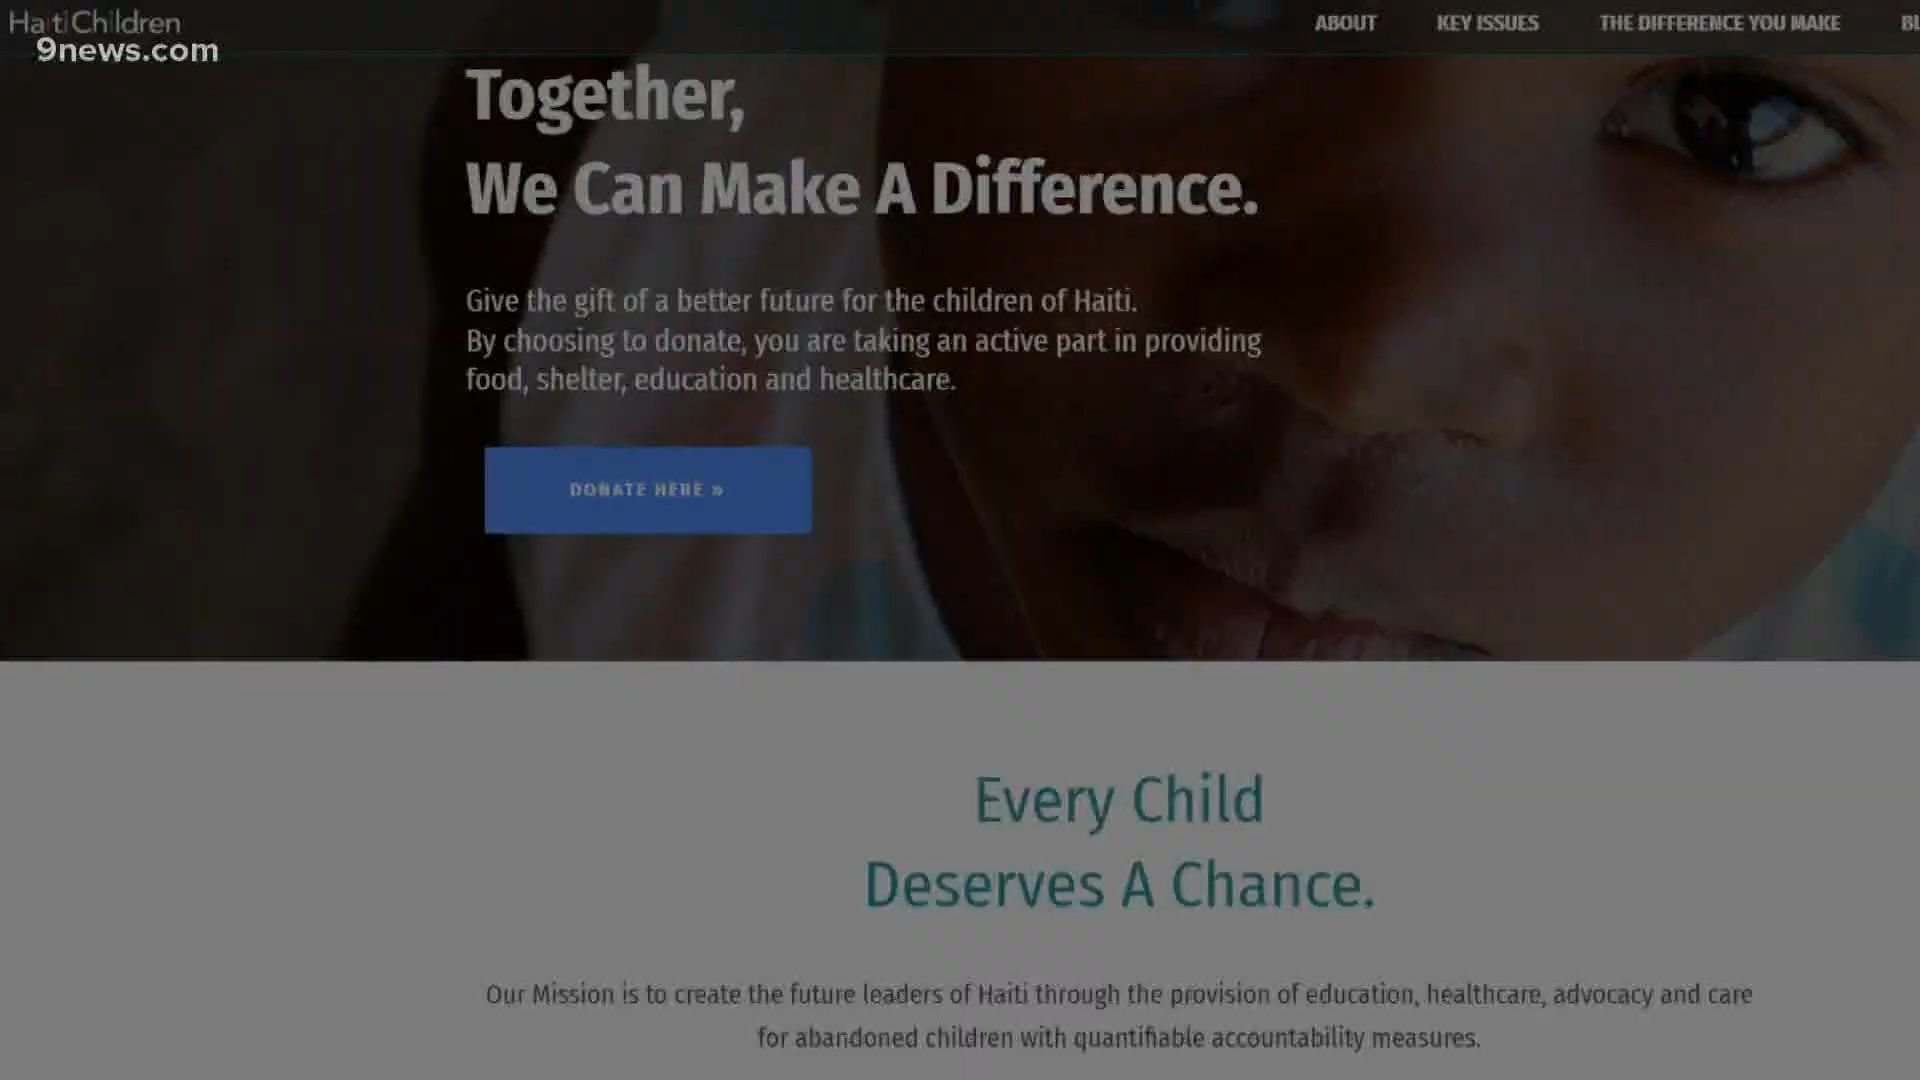 HaitiChildren
9news.com
ABOUT KEY ISSUES THE DIFFERENCE YOU MAKE
Together,
We Can Make A Difference.
Give the gift of a better future for the children of Haiti.
By choosing to donate, you are taking an active part in providing
food, shelter, education and healthcare.
DONATE HERE »
Every Child
Deserves A Chance.
Our Mission is to create the future leaders of Haiti through the provision of education, healthcare, advocacy and care
for abandoned children with quantifiable accountability measures.